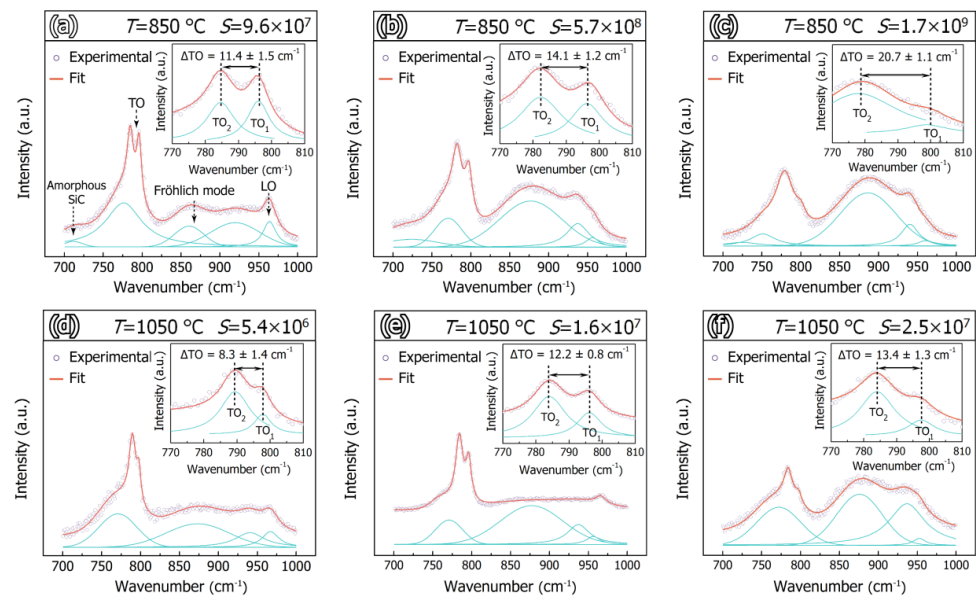 (a) T=850 °C S=9.6×10⁷
Experimental
Fit
TO
Amorphous
SiC
Fröhlich mode
LO
ΔTO = 11.4 ± 1.5 cm⁻¹
TO₂
TO₁
Intensity (a.u.)
770 780 790 800 810
Wavenumber (cm⁻¹)
Intensity (a.u.)
700 750 800 850 900 950 1000
Wavenumber (cm⁻¹)
(b) T=850 °C S=5.7×10⁸
Experimental
Fit
ΔTO = 14.1 ± 1.2 cm⁻¹
TO₂
TO₁
Intensity (a.u.)
770 780 790 800 810
Wavenumber (cm⁻¹)
Intensity (a.u.)
700 750 800 850 900 950 1000
Wavenumber (cm⁻¹)
(c) T=850 °C S=1.7×10⁹
Experimental
Fit
ΔTO = 20.7 ± 1.1 cm⁻¹
TO₂
TO₁
Intensity (a.u.)
770 780 790 800 810
Wavenumber (cm⁻¹)
Intensity (a.u.)
700 750 800 850 900 950 1000
Wavenumber (cm⁻¹)
(d) T=1050 °C S=5.4×10⁶
Experimental
Fit
ΔTO = 8.3 ± 1.4 cm⁻¹
TO₂
TO₁
Intensity (a.u.)
770 780 790 800 810
Wavenumber (cm⁻¹)
Intensity (a.u.)
700 750 800 850 900 950 1000
Wavenumber (cm⁻¹)
(e) T=1050 °C S=1.6×10⁷
Experimental
Fit
ΔTO = 12.2 ± 0.8 cm⁻¹
TO₂
TO₁
Intensity (a.u.)
770 780 790 800 810
Wavenumber (cm⁻¹)
Intensity (a.u.)
700 750 800 850 900 950 1000
Wavenumber (cm⁻¹)
(f) T=1050 °C S=2.5×10⁷
Experimental
Fit
ΔTO = 13.4 ± 1.3 cm⁻¹
TO₂
TO₁
Intensity (a.u.)
770 780 790 800 810
Wavenumber (cm⁻¹)
Intensity (a.u.)
700 750 800 850 900 950 1000
Wavenumber (cm⁻¹)